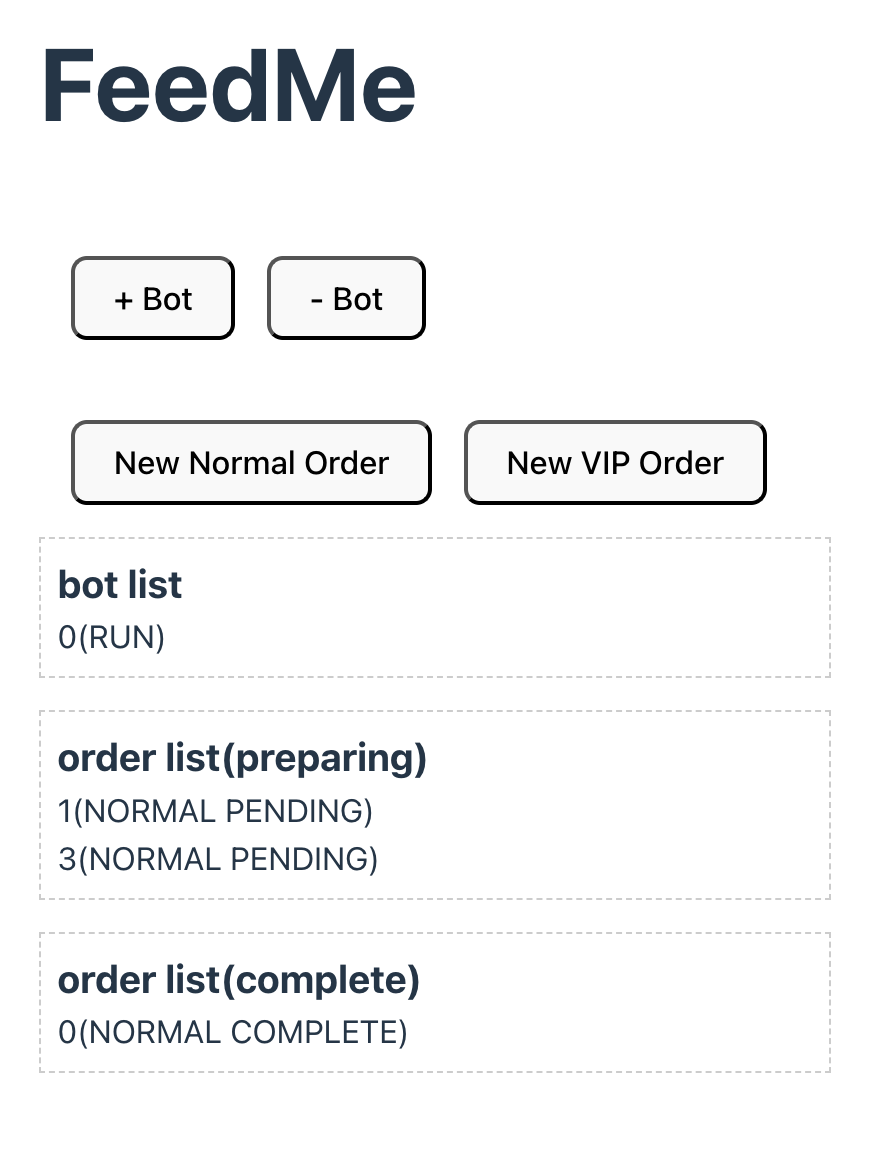 FeedMe
+ Bot - Bot
New Normal Order New VIP Order
bot list
0(RUN)
order list(preparing)
1(NORMAL PENDING)
3(NORMAL PENDING)
order list(complete)
0(NORMAL COMPLETE)